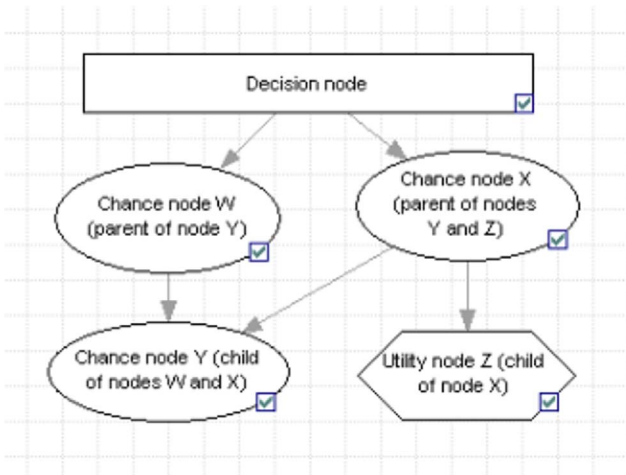 Decision node
Chance node W
(parent of node Y)
Chance node X
(parent of nodes
Y and Z)
Chance node Y (child
of nodes W and X)
Utility node Z (child
of node X)